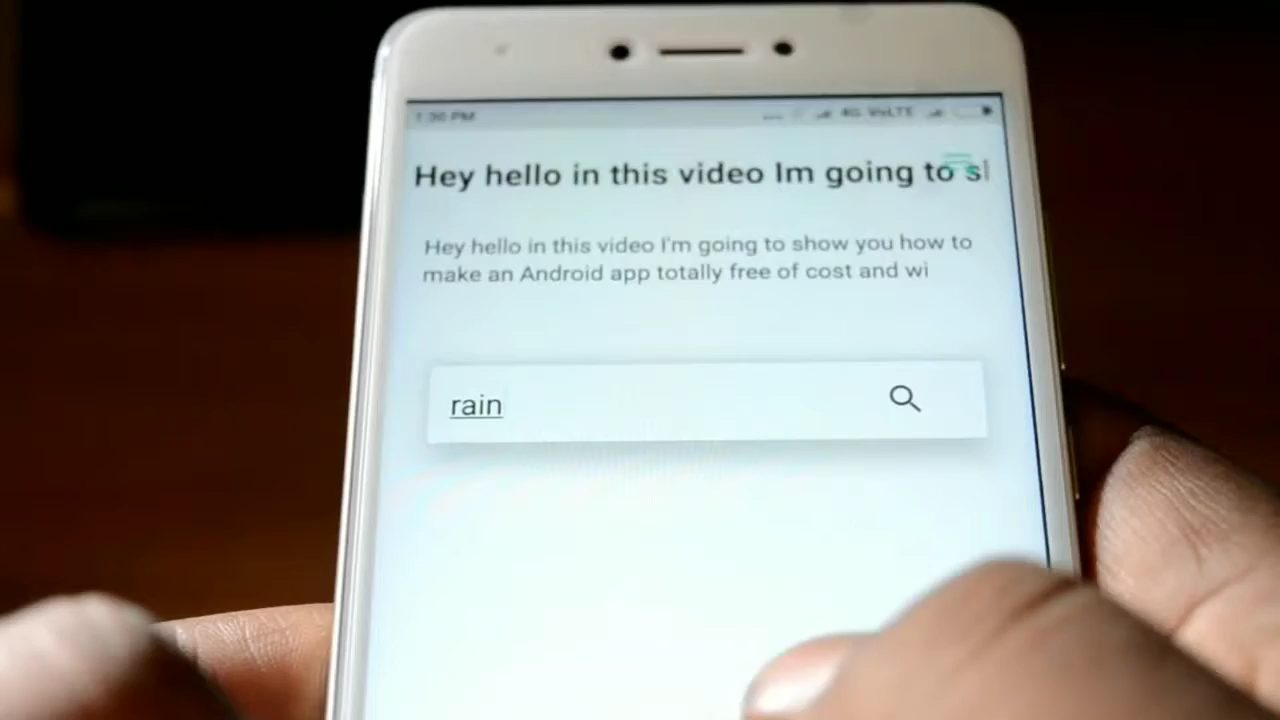 1:30 PM 4G VoLTE
Hey hello in this video Im going to s
Hey hello in this video I'm going to show you how to
make an Android app totally free of cost and wi
rain